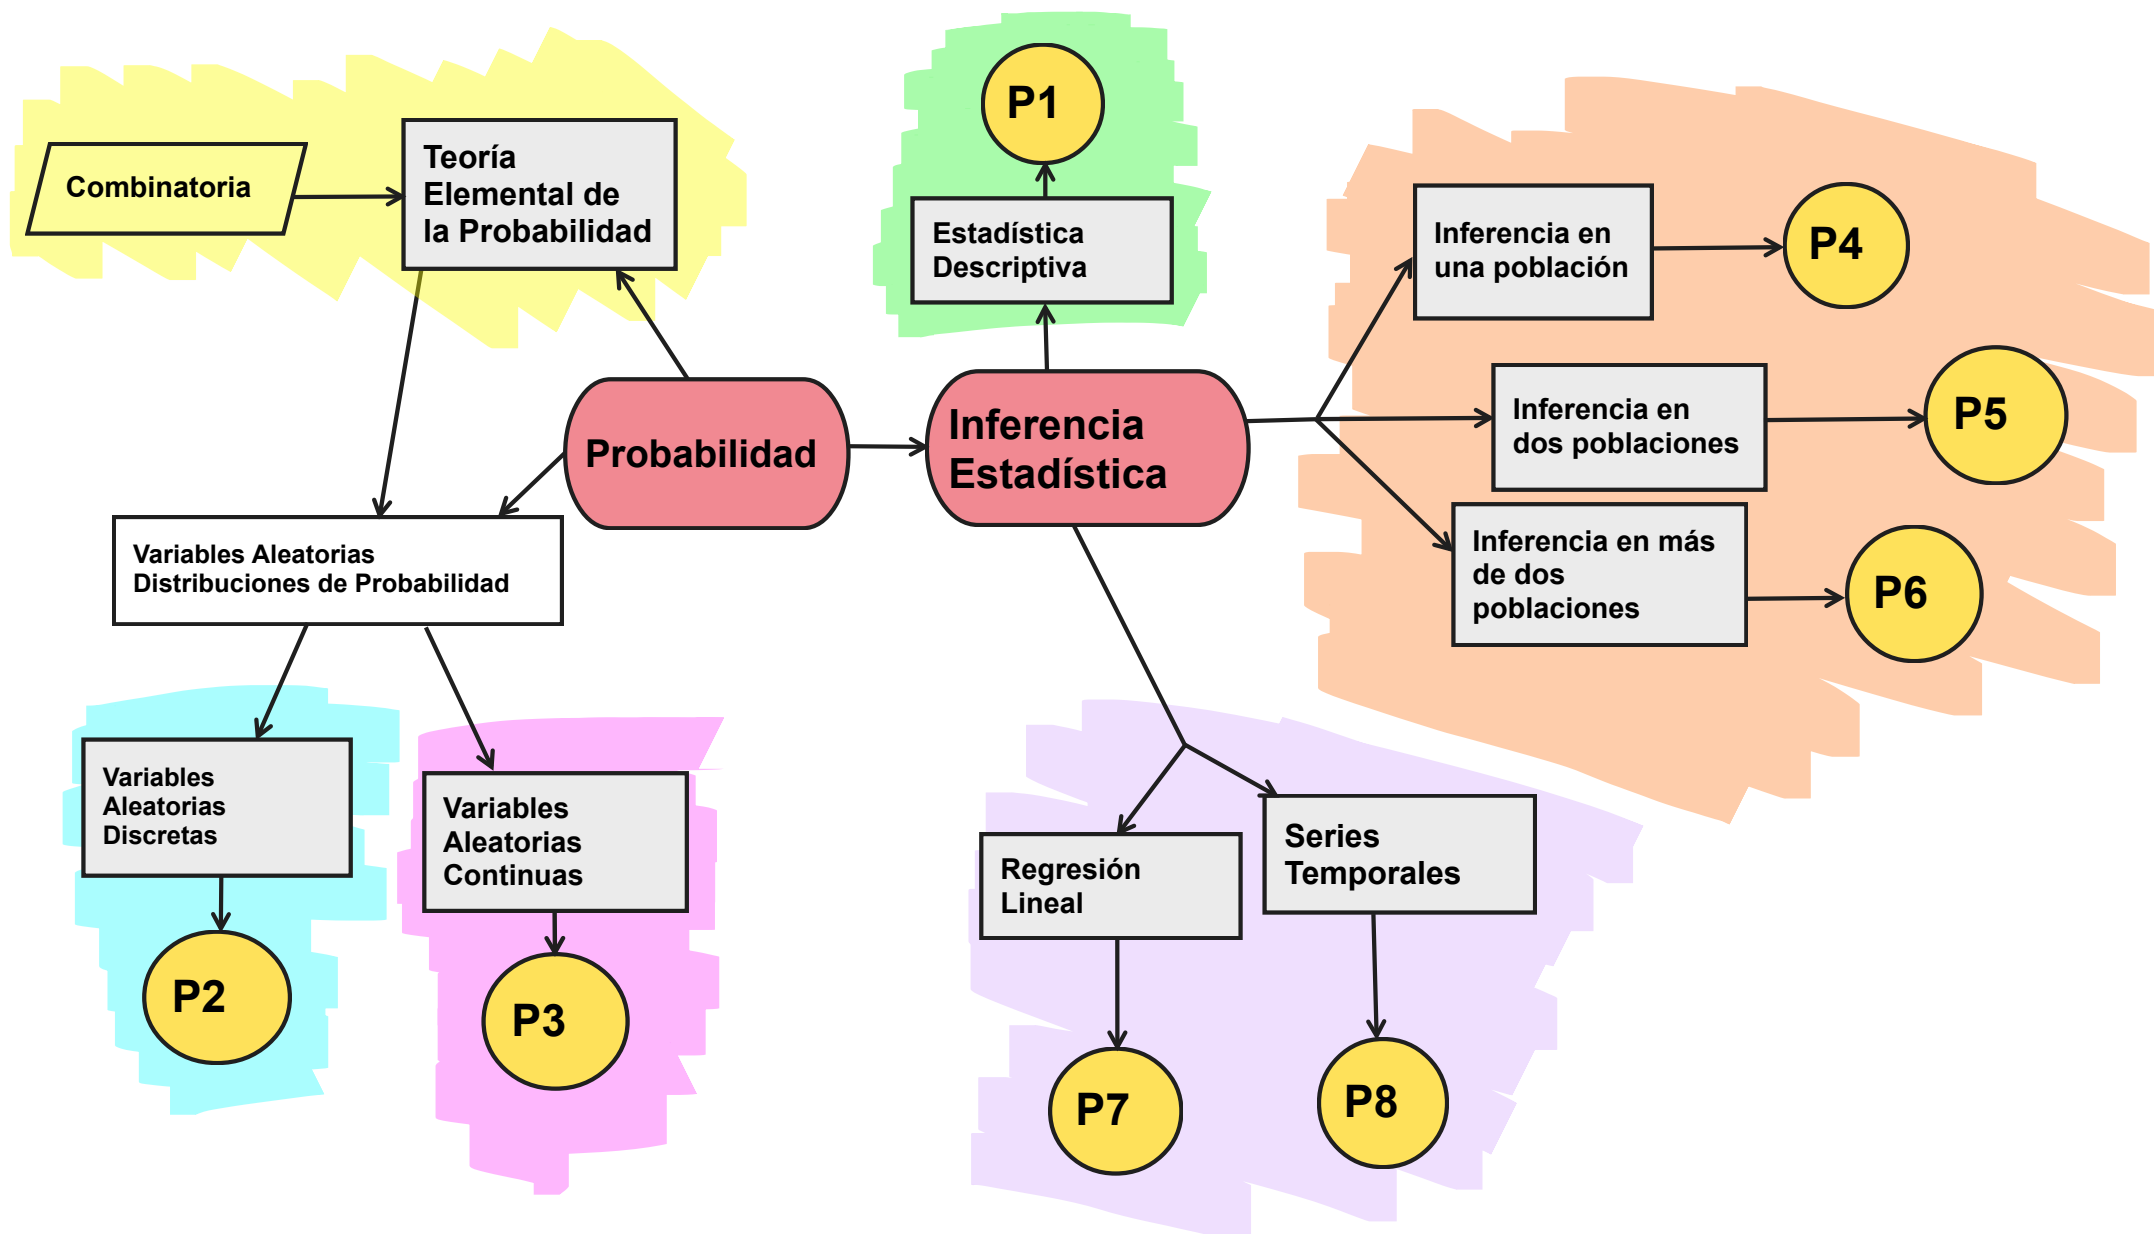 Combinatoria
Teoría
Elemental de
la Probabilidad
P1
Estadística
Descriptiva
Inferencia en
una población
P4
Probabilidad
Inferencia
Estadística
Inferencia en
dos poblaciones
P5
Inferencia en más
de dos
poblaciones
P6
Variables Aleatorias
Distribuciones de Probabilidad
Variables
Aleatorias
Discretas
P2
Variables
Aleatorias
Continuas
P3
Regresión
Lineal
P7
Series
Temporales
P8